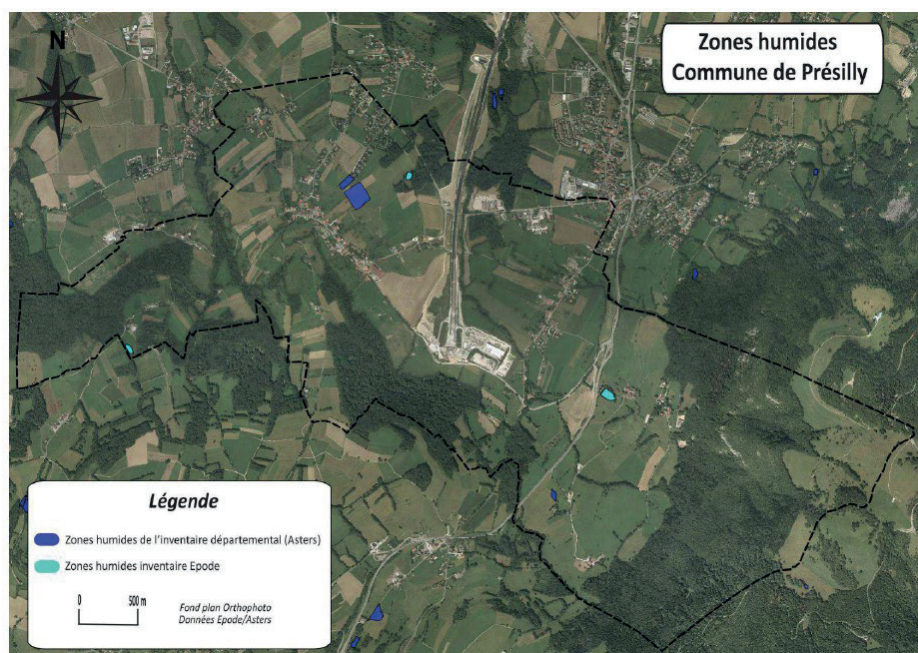 N
Zones humides
Commune de Présilly
Légende
Zones humides de l'inventaire départemental (Asters)
Zones humides inventaire Epode
0 500 m
Fond plan Orthophoto
Données Epode/Asters